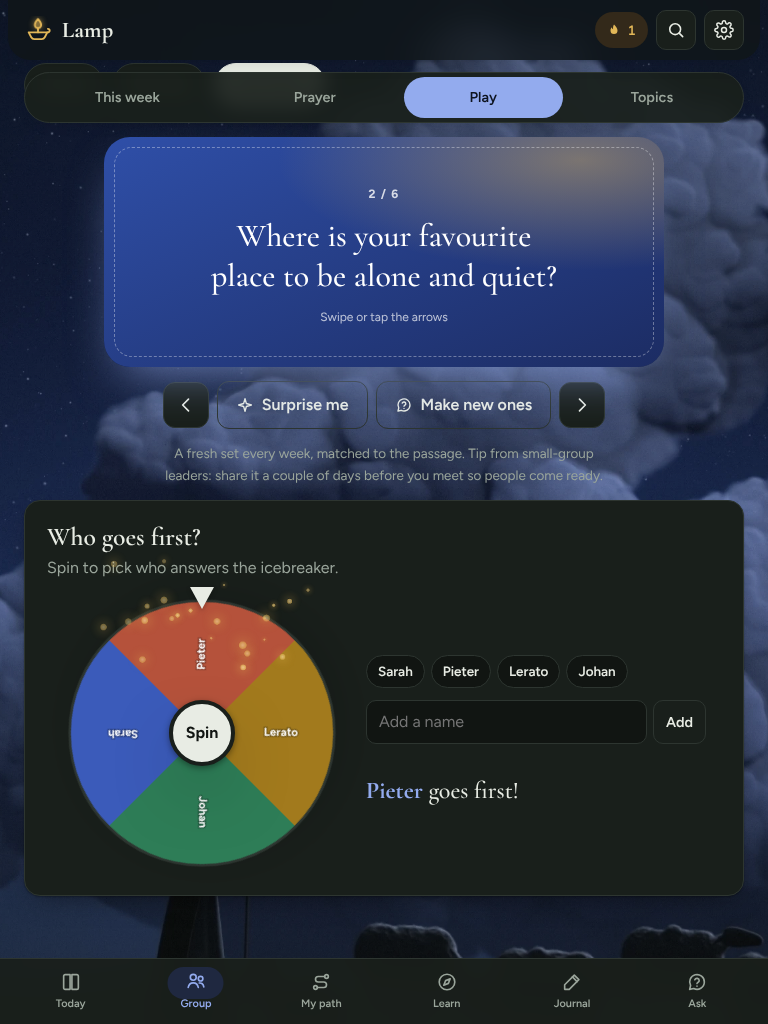 Lamp
1
This week
Prayer
Play
Topics
2 / 6
Where is your favourite
place to be alone and quiet?
Swipe or tap the arrows
Surprise me
Make new ones
A fresh set every week, matched to the passage. Tip from small-group
leaders: share it a couple of days before you meet so people come ready.
Who goes first?
Spin to pick who answers the icebreaker.
Pieter
Sarah
Spin
Lerato
Johan
Sarah
Pieter
Lerato
Johan
Add a name
Add
Pieter goes first!
Today
Group
My path
Learn
Journal
Ask